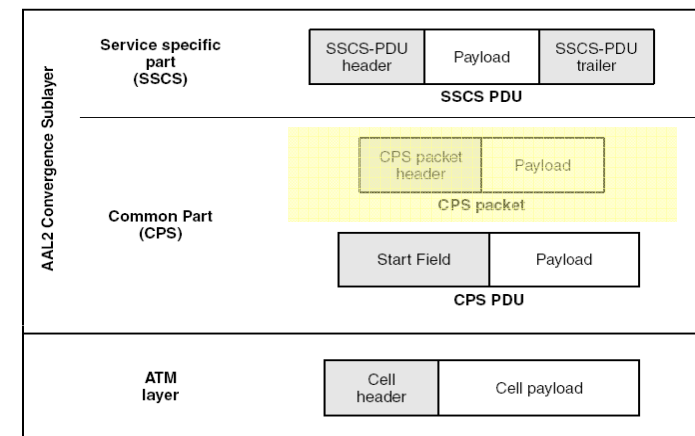 AAL2 Convergence Sublayer
Service specific
part
(SSCS)
SSCS-PDU
header
Payload
SSCS-PDU
trailer
SSCS PDU
Common Part
(CPS)
CPS packet
header
Payload
CPS packet
Start Field
Payload
CPS PDU
ATM
layer
Cell
header
Cell payload